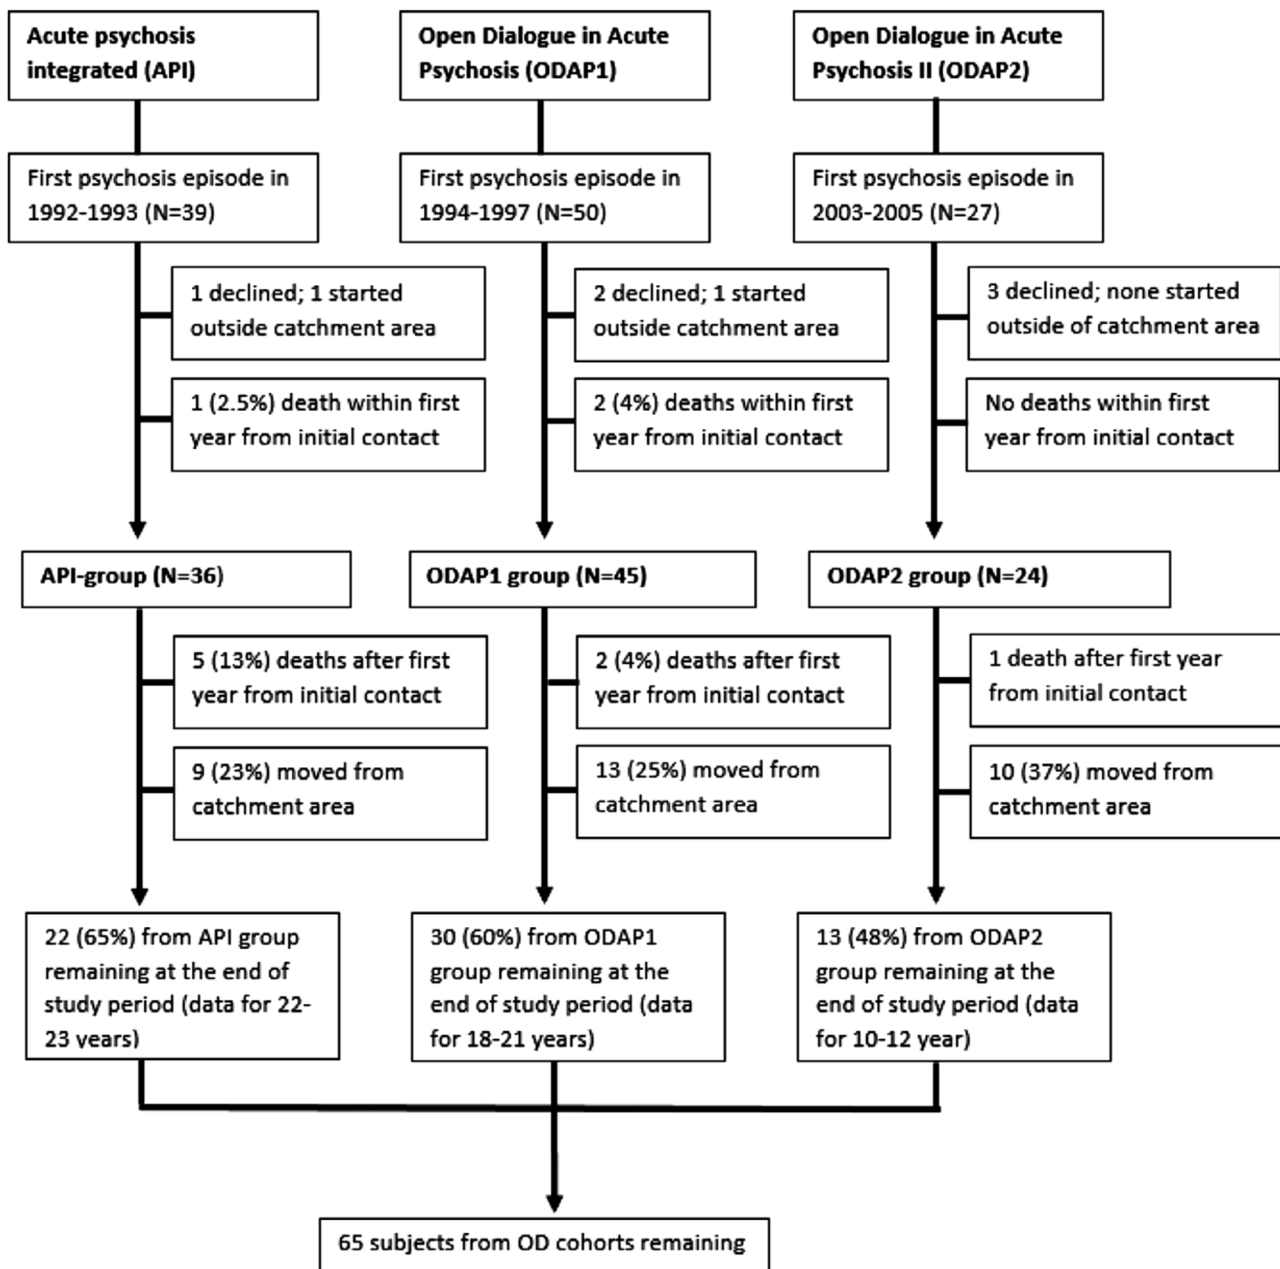 Acute psychosis
integrated (API)
Open Dialogue in Acute
Psychosis (ODAP1)
Open Dialogue in Acute
Psychosis II (ODAP2)
First psychosis episode in
1992-1993 (N=39)
First psychosis episode in
1994-1997 (N=50)
First psychosis episode in
2003-2005 (N=27)
1 declined; 1 started
outside catchment area
2 declined; 1 started
outside catchment area
3 declined; none started
outside of catchment area
1 (2.5%) death within first
year from initial contact
2 (4%) deaths within first
year from initial contact
No deaths within first
year from initial contact
API-group (N=36)
ODAP1 group (N=45)
ODAP2 group (N=24)
5 (13%) deaths after first
year from initial contact
2 (4%) deaths after first
year from initial contact
1 death after first year
from initial contact
9 (23%) moved from
catchment area
13 (25%) moved from
catchment area
10 (37%) moved from
catchment area
22 (65%) from API group
remaining at the end of
study period (data for 22-
23 years)
30 (60%) from ODAP1
group remaining at the
end of study period (data
for 18-21 years)
13 (48%) from ODAP2
group remaining at the
end of study period (data
for 10-12 year)
65 subjects from OD cohorts remaining